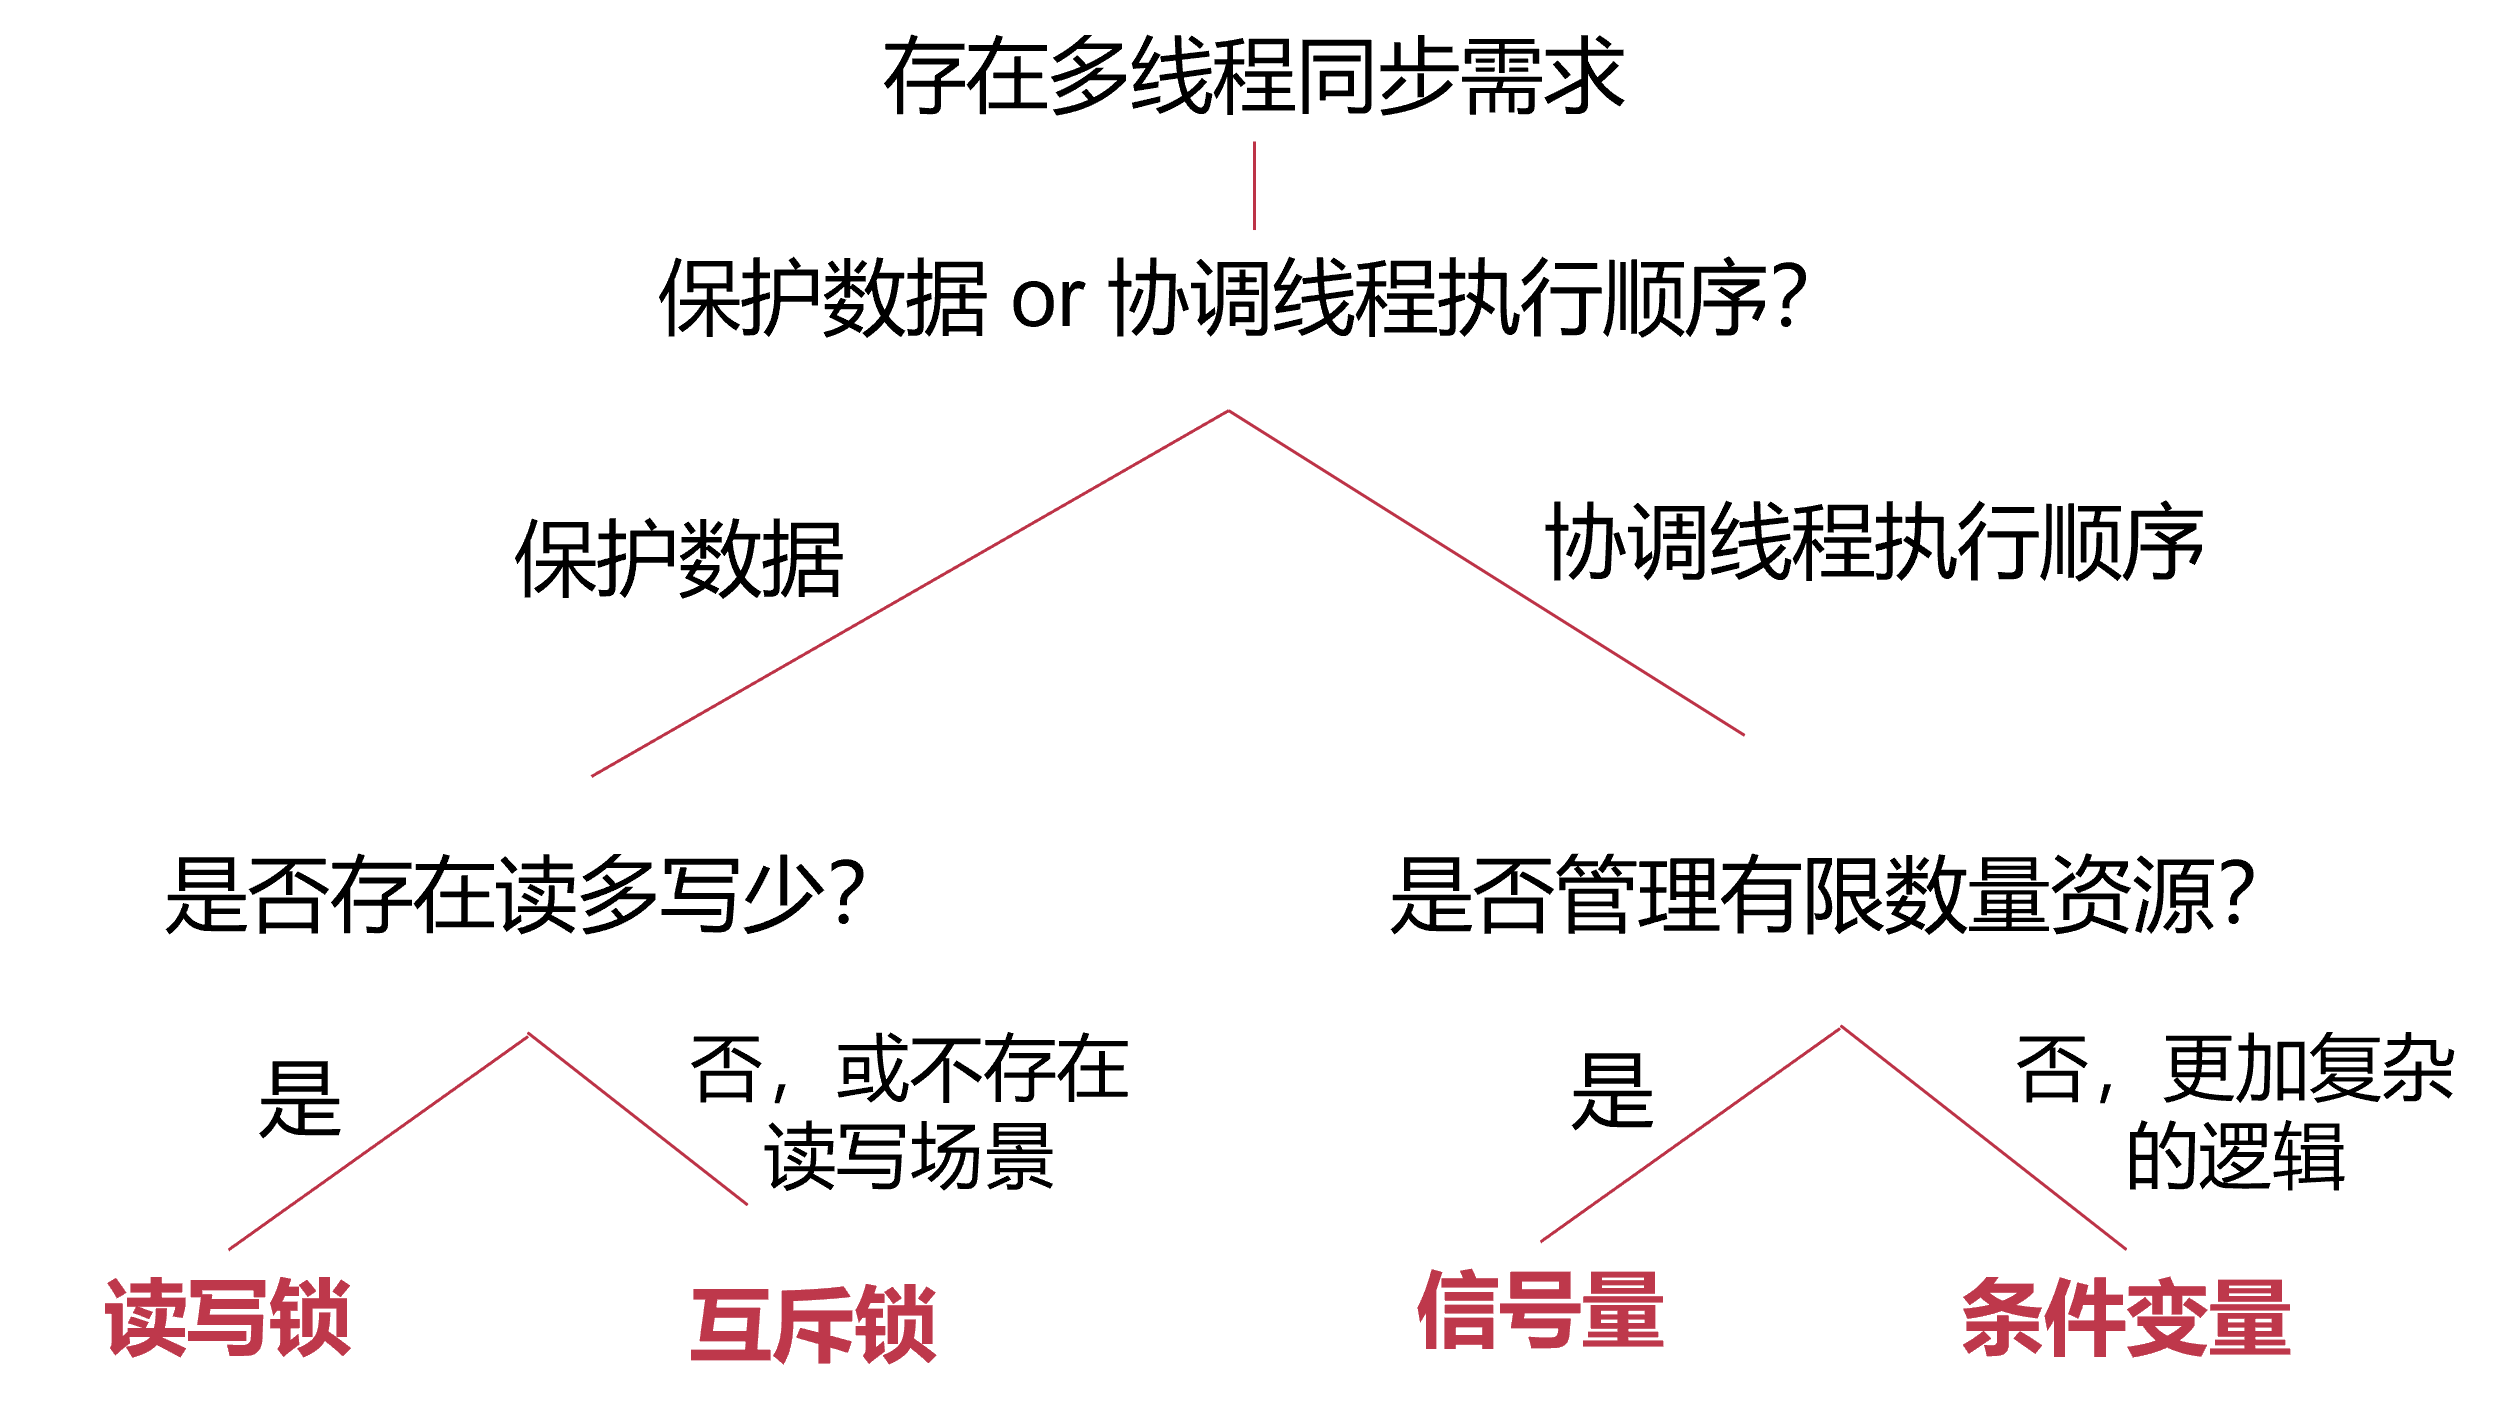 存在多线程同步需求
保护数据 or 协调线程执行顺序？
保护数据
协调线程执行顺序
是否存在读多写少？
是否管理有限数量资源？
是
否，或不存在
读写场景
是
否，更加复杂
的逻辑
读写锁
互斥锁
信号量
条件变量